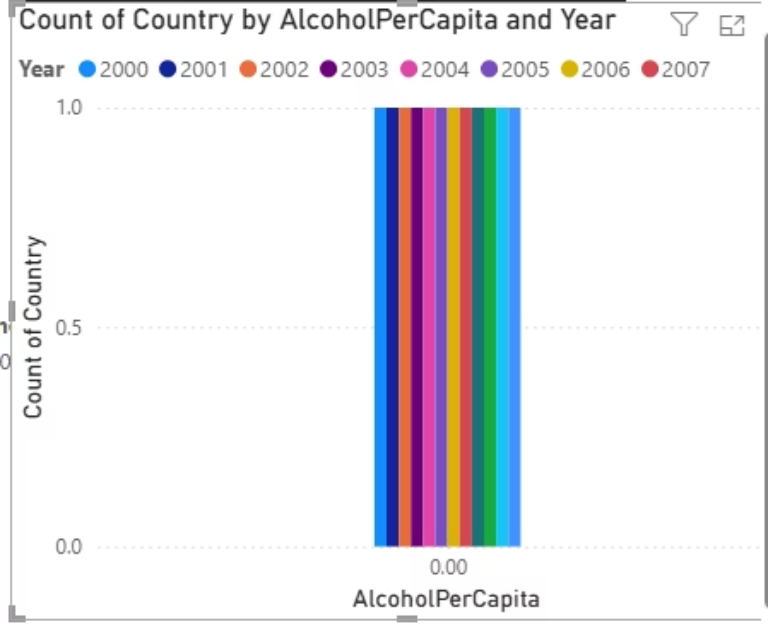 Count of Country by AlcoholPerCapita and Year
Year 2000 2001 2002 2003 2004 2005 2006 2007
1.0
0.5
0.0
Count of Country
0.00
AlcoholPerCapita